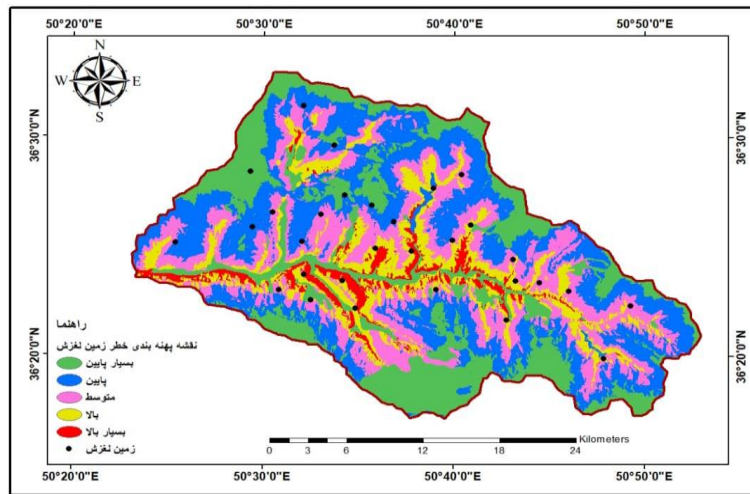 50°20'0"E 50°30'0"E 50°40'0"E 50°50'0"E
N
W E
S
36°30'0"N 36°30'0"N
36°20'0"N 36°20'0"N
راهنما
نقشه پهنه بندی خطر زمین لغزش
بسیار پایین
پایین
متوسط
بالا
بسیار بالا
زمین لغزش
Kilometers
0 3 6 12 18 24
50°20'0"E 50°30'0"E 50°40'0"E 50°50'0"E